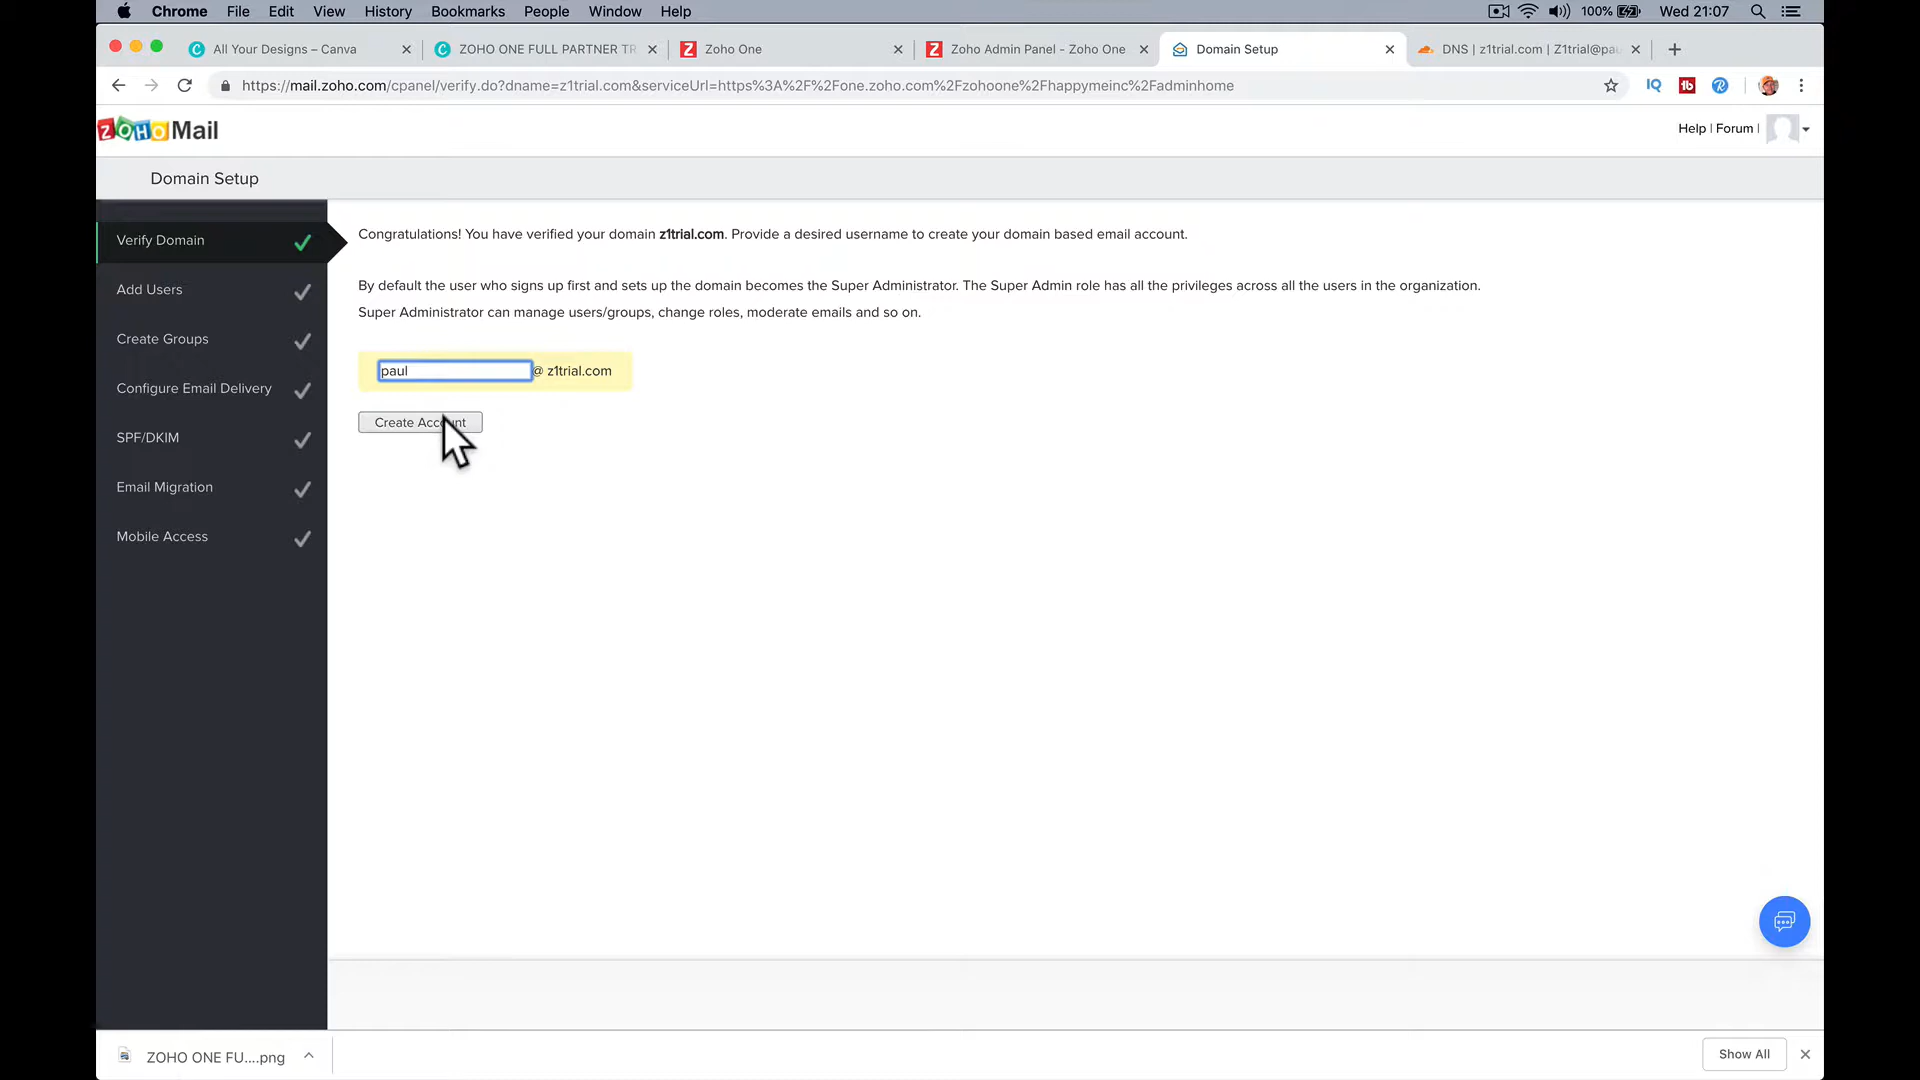 Chrome File Edit View History Bookmarks People Window Help 100% Wed 21:07
All Your Designs – Canva ZOHO ONE FULL PARTNER TR Zoho One Zoho Admin Panel - Zoho One Domain Setup DNS | z1trial.com | Z1trial@pau
https://mail.zoho.com/cpanel/verify.do?dname=z1trial.com&serviceUrl=https%3A%2F%2Fone.zoho.com%2Fzohoone%2Fhappymeinc%2Fadminhome
ZOHO Mail
Help | Forum |
Domain Setup
Verify Domain
Add Users
Create Groups
Configure Email Delivery
SPF/DKIM
Email Migration
Mobile Access
Congratulations! You have verified your domain z1trial.com. Provide a desired username to create your domain based email account.
By default the user who signs up first and sets up the domain becomes the Super Administrator. The Super Admin role has all the privileges across all the users in the organization.
Super Administrator can manage users/groups, change roles, moderate emails and so on.
paul @ z1trial.com
Create Account
ZOHO ONE FU....png
Show All